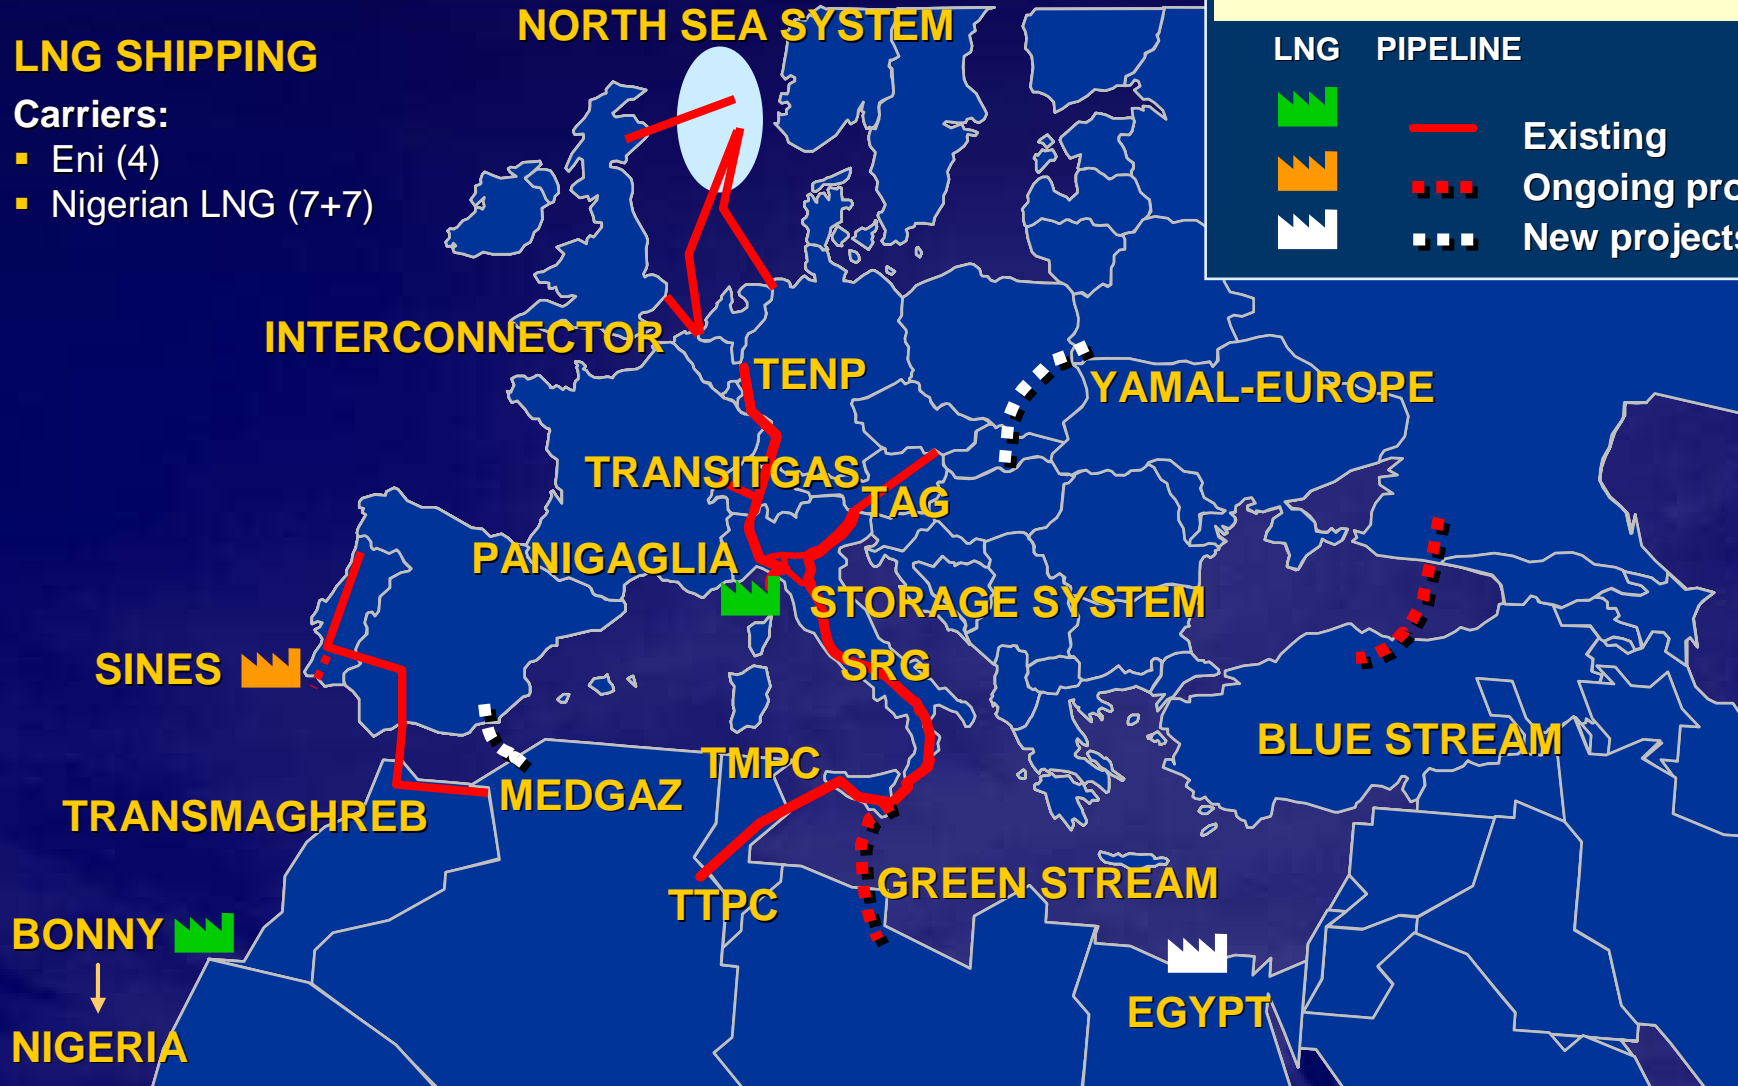 NORTH SEA SYSTEM
LNG SHIPPING
Carriers:
Eni (4)
Nigerian LNG (7+7)
LNG PIPELINE
Existing
Ongoing
New projects
INTERCONNECTOR
TENP
YAMAL-EUROPE
TRANSITGAS
TAG
PANIGAGLIA
STORAGE SYSTEM
SINES
SRG
BLUE STREAM
TMPC
MEDGAZ
TRANSMAGHREB
GREEN STREAM
TTPC
BONNY
EGYPT
NIGERIA